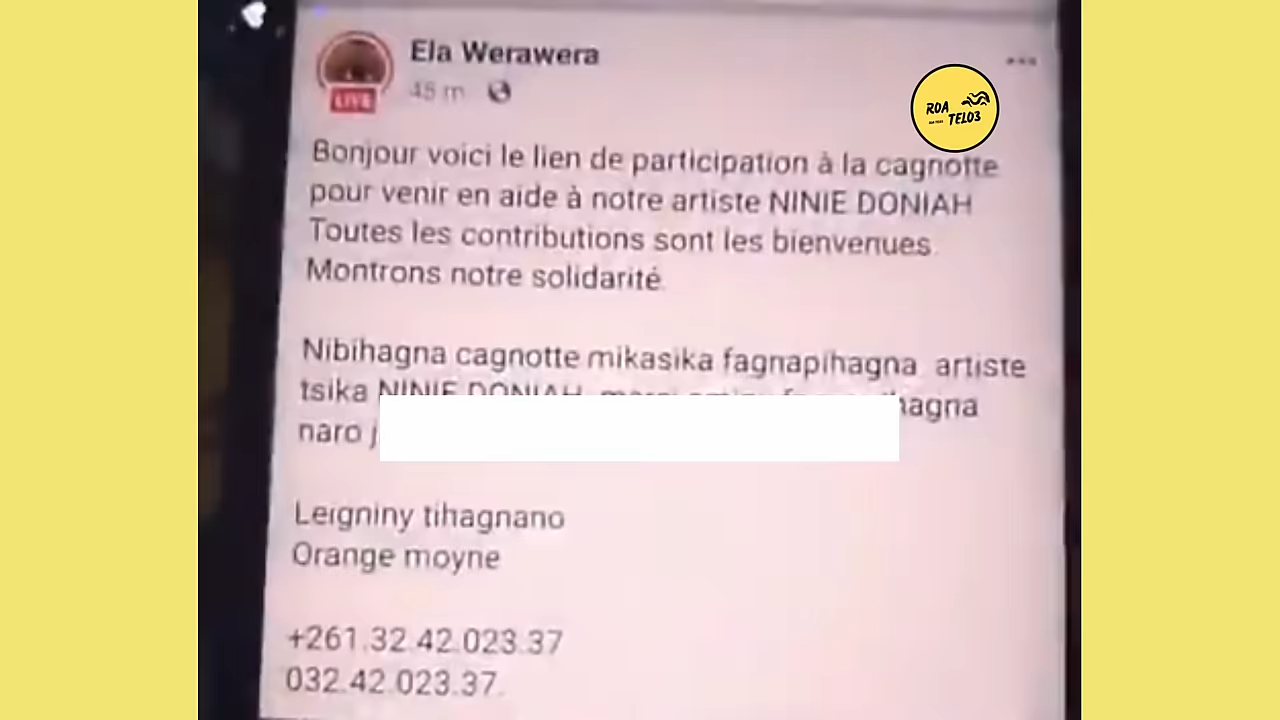 Ela Werawera
45 m
LIVE
ROA
TELO3
Bonjour voici le lien de participation à la cagnotte
pour venir en aide à notre artiste NINIE DONIAH
Toutes les contributions sont les bienvenues.
Montrons notre solidarité.
Nibihagna cagnotte mikasika fagnapihagna artiste
tsika NINIE DONIAH
naro
Leigniny tihagnano
Orange moyne
+261.32.42.023.37
032.42.023.37.